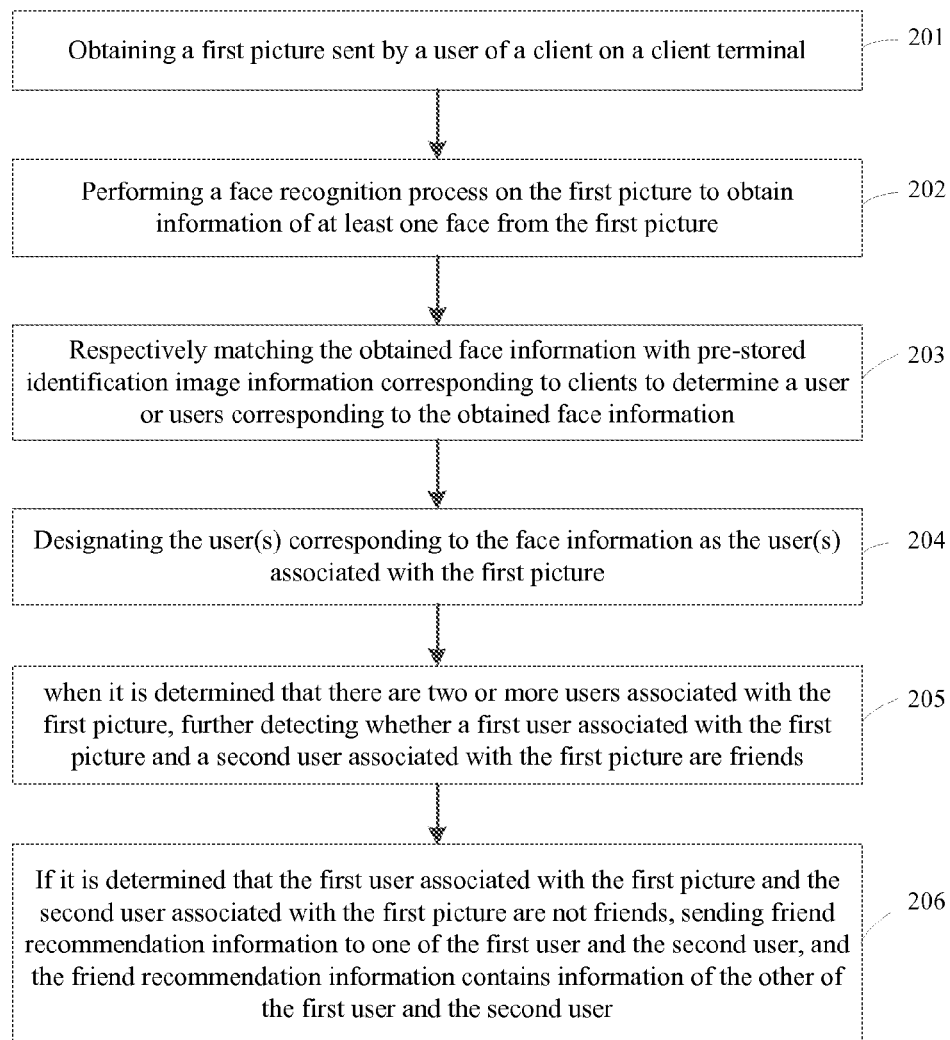 Obtaining a first picture sent by a user of a client on a client terminal
201
Performing a face recognition process on the first picture to obtain
information of at least one face from the first picture
202
Respectively matching the obtained face information with pre-stored
identification image information corresponding to clients to determine a user
or users corresponding to the obtained face information
203
Designating the user(s) corresponding to the face information as the user(s)
associated with the first picture
204
when it is determined that there are two or more users associated with the
first picture, further detecting whether a first user associated with the first
picture and a second user associated with the first picture are friends
205
If it is determined that the first user associated with the first picture and the
second user associated with the first picture are not friends, sending friend
recommendation information to one of the first user and the second user, and
the friend recommendation information contains information of the other of
the first user and the second user
206